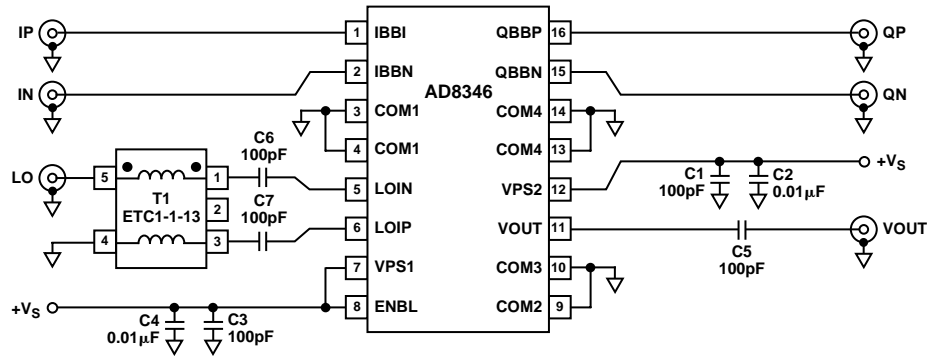 IP
IN
LO
5
4
T1
ETC1-1-13
1
2
3
C6
100pF
C7
100pF
+VS
C4
0.01μF
C3
100pF
AD8346
1 IBBI
2 IBBN
3 COM1
4 COM1
5 LOIN
6 LOIP
7 VPS1
8 ENBL
QBBP 16
QBBN 15
COM4 14
COM4 13
VPS2 12
VOUT 11
COM3 10
COM2 9
QP
QN
C1
100pF
C2
0.01μF
+VS
C5
100pF
VOUT